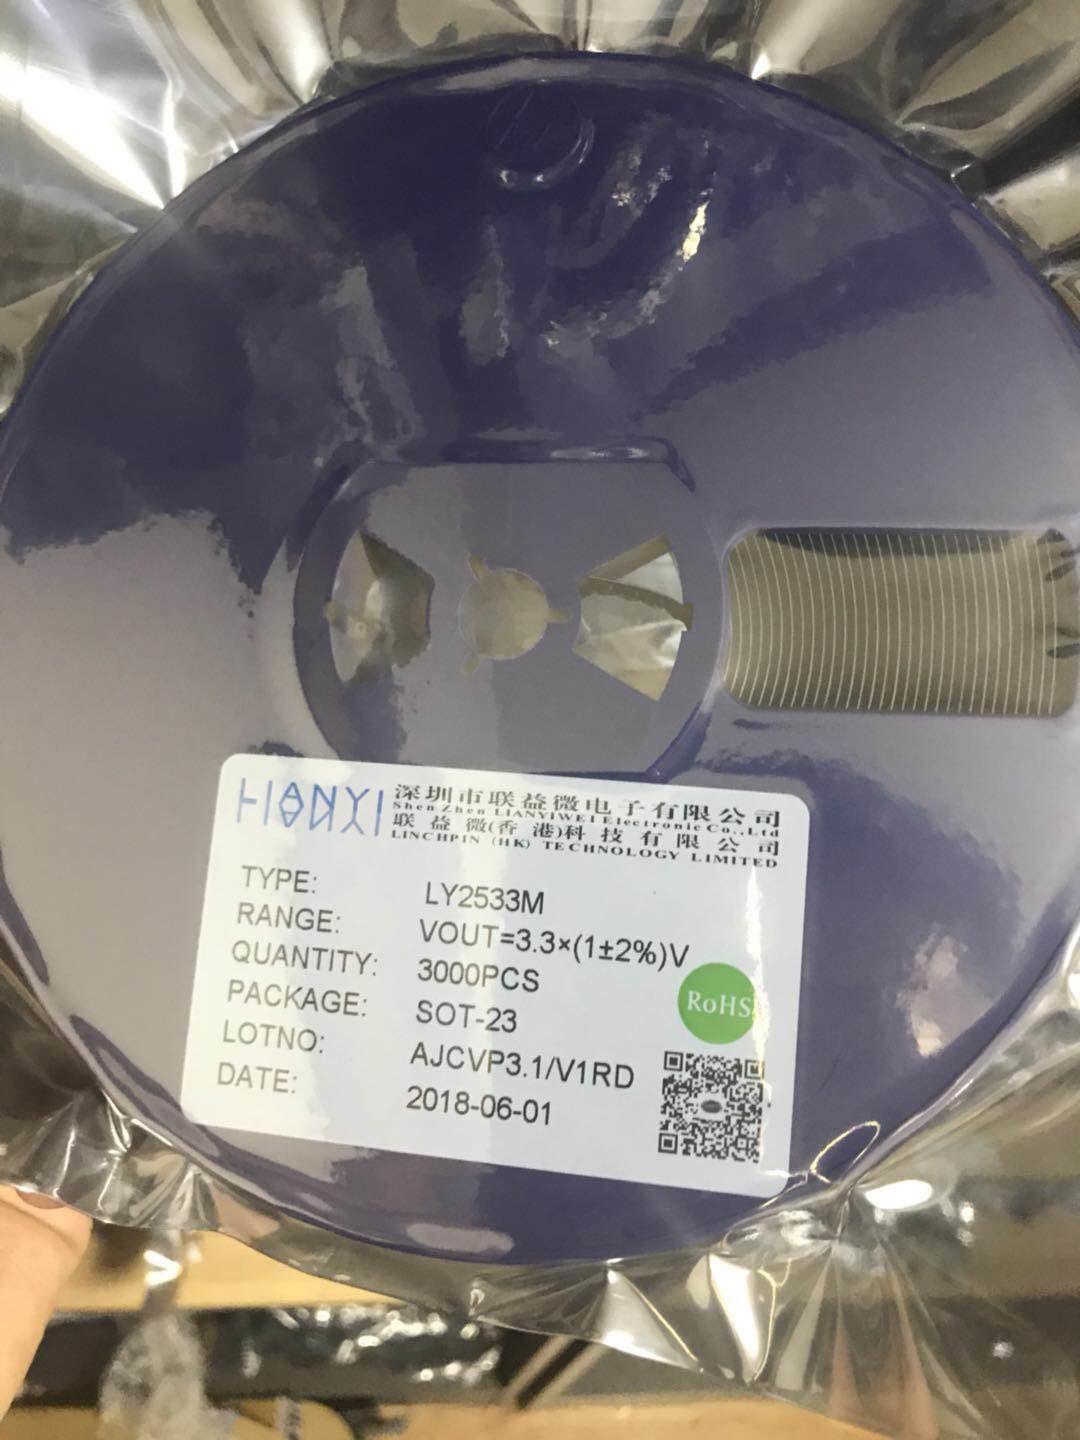 LIANYI
深圳市联益微电子有限公司
Shen Zhen LIANYIWEI Electronic Co.,Ltd
联益微(香港)科技有限公司
LINCHPIN (HK) TECHNOLOGY LIMITED
TYPE: LY2533M
RANGE: VOUT=3.3×(1±2%)V
QUANTITY: 3000PCS
PACKAGE: SOT-23
LOTNO: AJCVP3.1/V1RD
DATE: 2018-06-01
RoHS